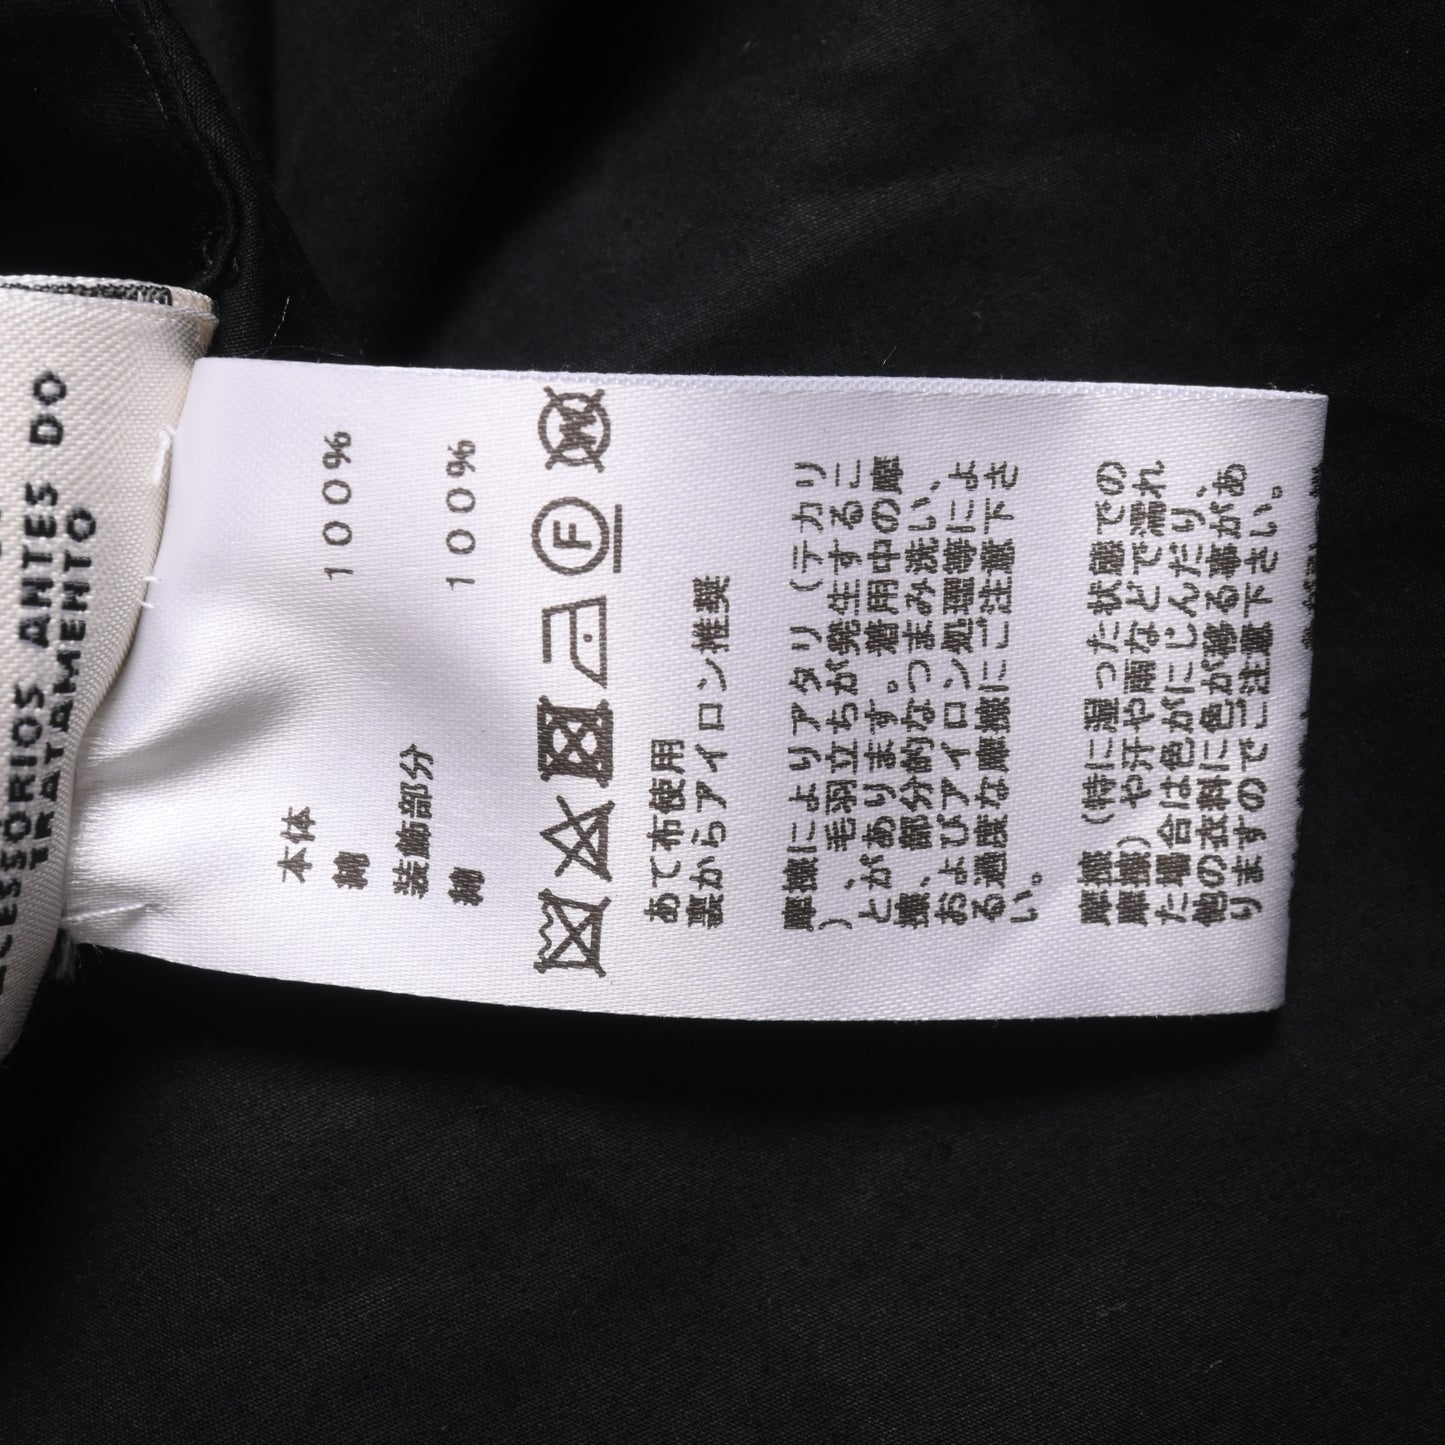 本体
綿 100%
装飾部分
綿 100%
F
あて布使用
裏からアイロン推奨
摩擦によりアタリ(テカリ
)、毛羽立ちが発生するこ
とがあります。着用中の摩
擦、部分的なつまみ洗い、
およびアイロン処理等によ
る過度な摩擦にご注意下さ
い。
摩擦(特に湿った状態での
摩擦)や汗や雨などで濡れ
た場合は色がにじんだり、
他の衣料に色が移る事があ
りますのでご注意下さい。
ANTES DO
TRATAMENTO